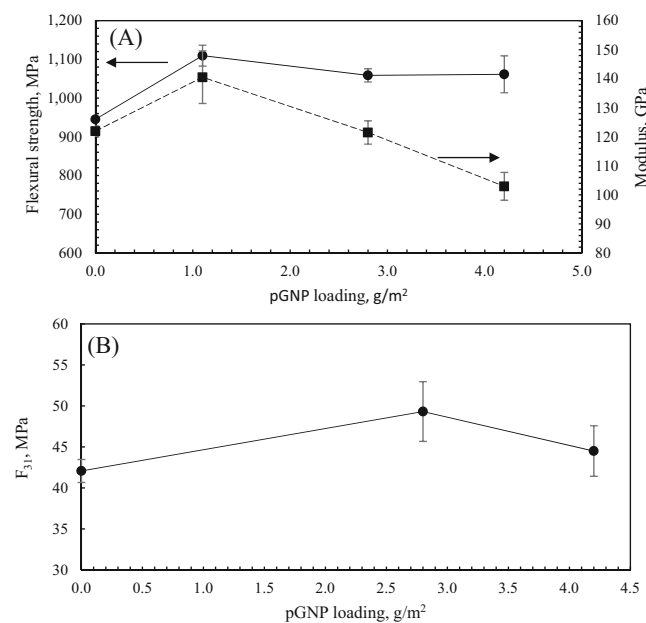 (A)
Flexural strength, MPa
1,200
1,100
1,000
900
800
700
600
160
150
140
130
120
110
100
90
80
Modulus, GPa
0.0 1.0 2.0 3.0 4.0 5.0
pGNP loading, g/m²
(B)
F₃₁, MPa
60
55
50
45
40
35
30
0.0 0.5 1.0 1.5 2.0 2.5 3.0 3.5 4.0 4.5
pGNP loading, g/m²